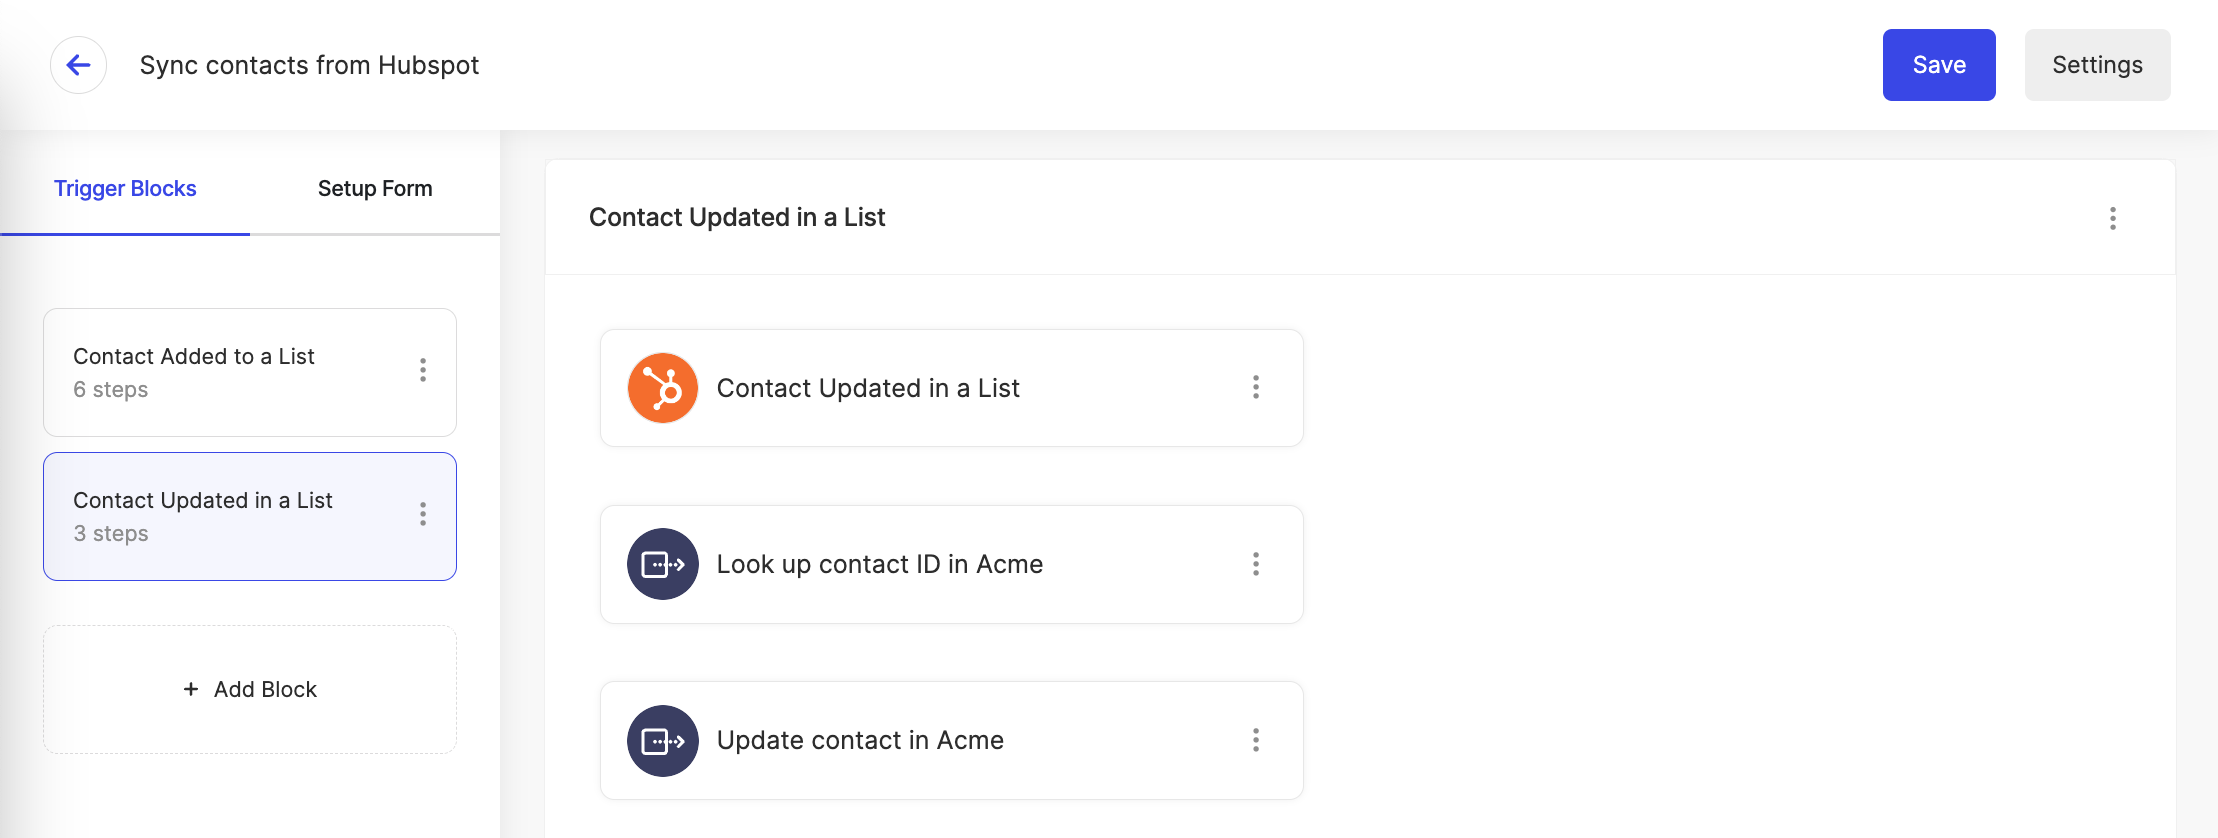 Sync contacts from Hubspot
Save
Settings
Trigger Blocks
Setup Form
Contact Added to a List
6 steps
Contact Updated in a List
3 steps
+ Add Block
Contact Updated in a List
Contact Updated in a List
Look up contact ID in Acme
Update contact in Acme